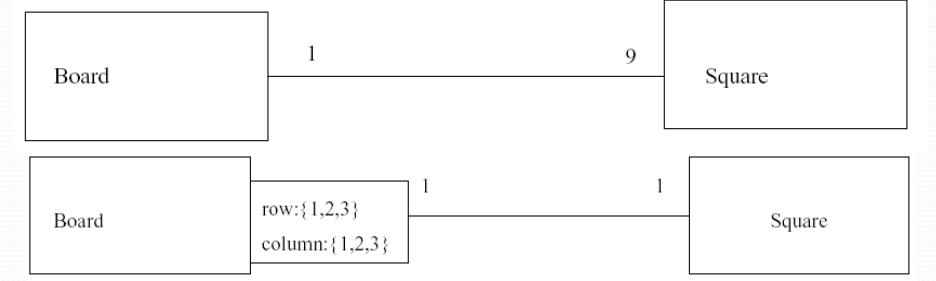 1
9
Board
Square
1
1
row:{1,2,3}
Board
Square
column:{1,2,3}